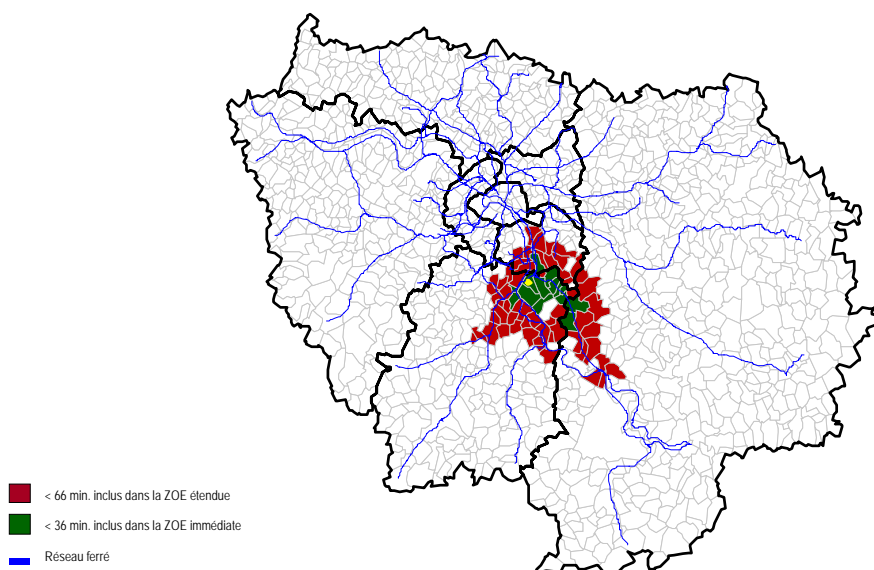 < 66 min. inclus dans la ZOE étendue
< 36 min. inclus dans la ZOE immédiate
Réseau ferré